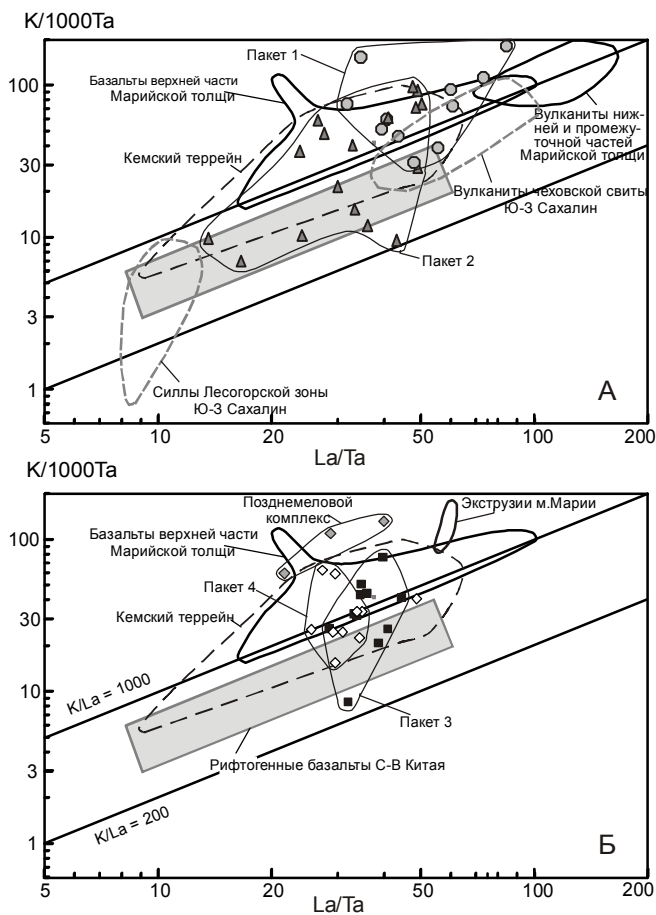 K/1000Ta
Пакет 1
Базальты верхней части
Марийской толщи
100
Вулканиты ниж-
ней и промежу-
точной частей
Марийской толщи
Кемский террейн
30
Вулканиты чеховской свиты
Ю-З Сахалин
10
Пакет 2
3
1
Силлы Лесогорской зоны
Ю-З Сахалин
А
5 10 20 50 100 200
La/Ta
K/1000Ta
Позднемеловой
комплекс
Экструзии м.Марии
Базальты верхней части
Марийской толщи
100
Пакет 4
Кемский террейн
30
K/La = 1000
10
Пакет 3
Рифтогенные базальты С-В Китая
3
K/La = 200
1
Б
5 10 20 50 100 200
La/Ta